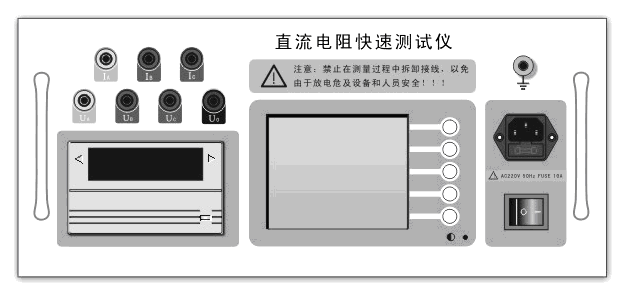 直流电阻快速测试仪
注意：禁止在测量过程中拆卸接线，以免
由于放电危及设备和人员安全！！！
IA IB IC
UA UB UC U0
AC220V 50Hz FUSE 10A